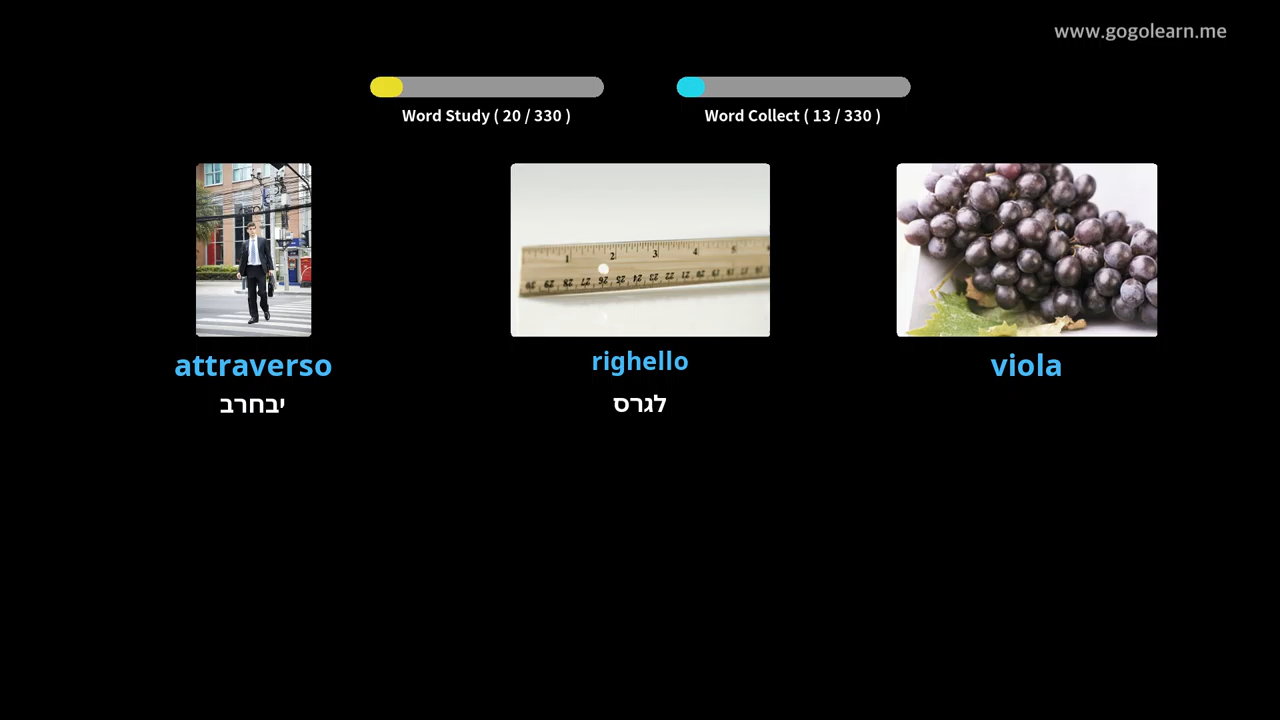 www.gogolearn.me
Word Study ( 20 / 330 )
Word Collect ( 13 / 330 )
attraverso
יבחרב
righello
לגרס
viola